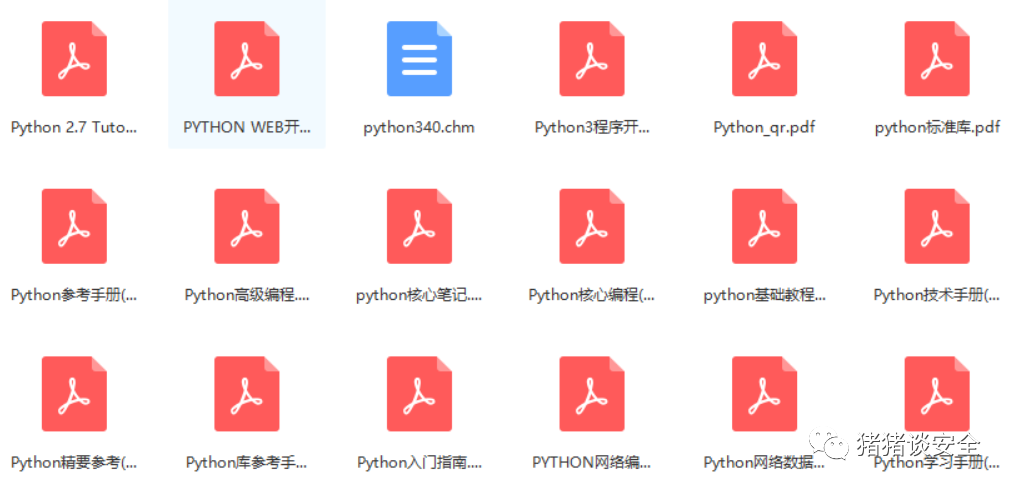 Python 2.7 Tuto... PYTHON WEB开... python340.chm Python3程序开... Python_qr.pdf python标准库.pdf
Python参考手册(... Python高级编程.... python核心笔记.... Python核心编程(... python基础教程... Python技术手册(...
Python精要参考(... Python库参考手... Python入门指南.... PYTHON网络编... Python网络数据... Python学习手册(...
猪猪谈安全